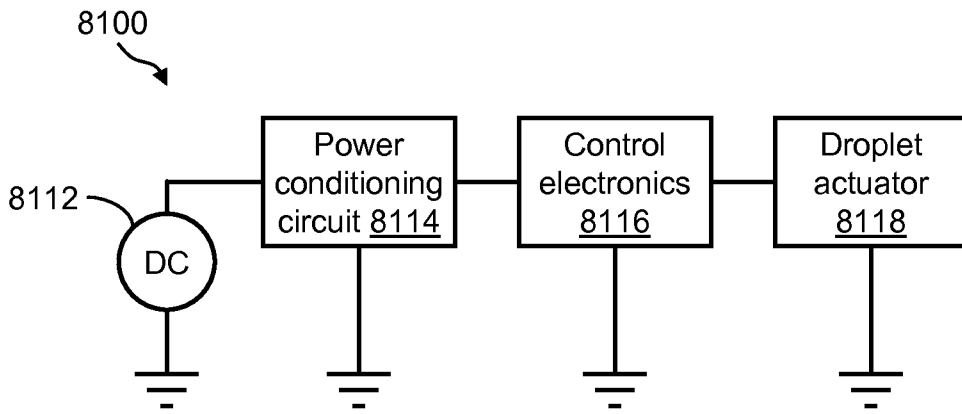 8100
Power
conditioning
circuit 8114
Control
electronics
8116
Droplet
actuator
8118
8112
DC